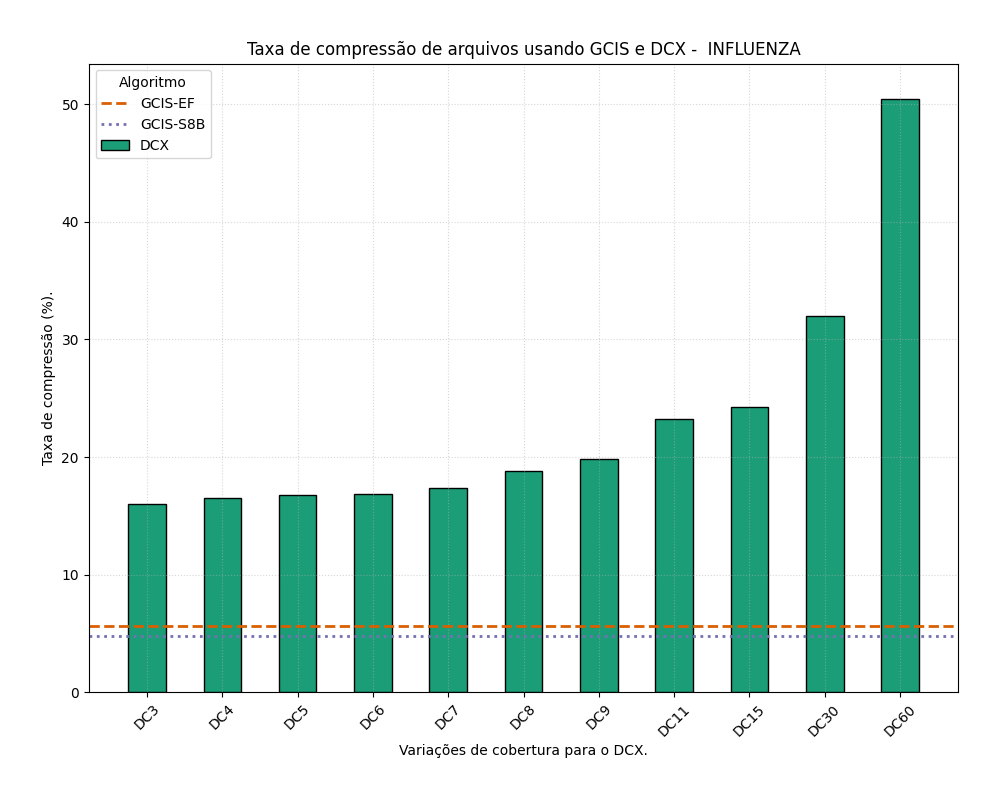 Taxa de compressão de arquivos usando GCIS e DCX -  INFLUENZA
Algoritmo
GCIS-EF
GCIS-S8B
DCX
Taxa de compressão (%).
50
40
30
20
10
0
DC3
DC4
DC5
DC6
DC7
DC8
DC9
DC11
DC15
DC30
DC60
Variações de cobertura para o DCX.